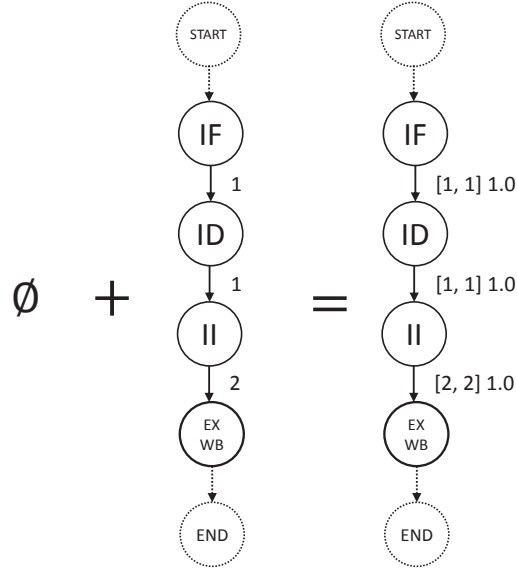 START
START
IF
IF
1
[1, 1] 1.0
ID
ID
1
[1, 1] 1.0
Ø + =
II
II
2
[2, 2] 1.0
EX
WB
EX
WB
END
END